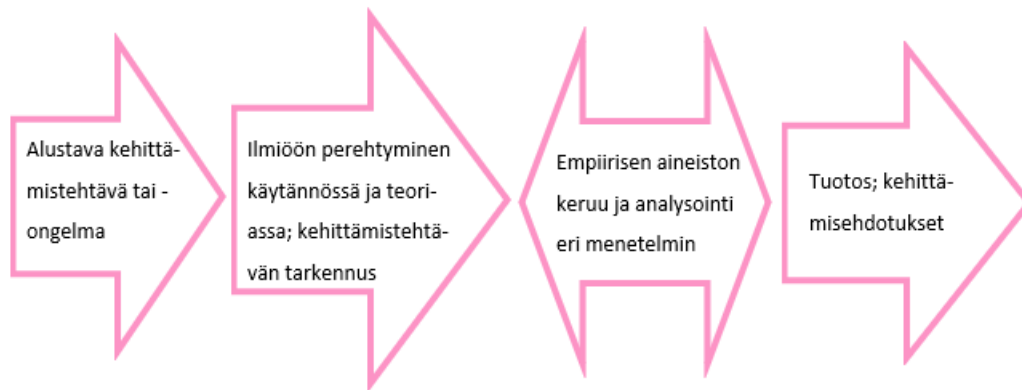 Alustava kehittä-
mistehtävä tai -
ongelma
Ilmiöön perehtyminen
käytännössä ja teori-
assa; kehittämistehtä-
vän tarkennus
Empiirisen aineiston
keruu ja analysointi
eri menetelmin
Tuotos; kehittä-
misehdotukset